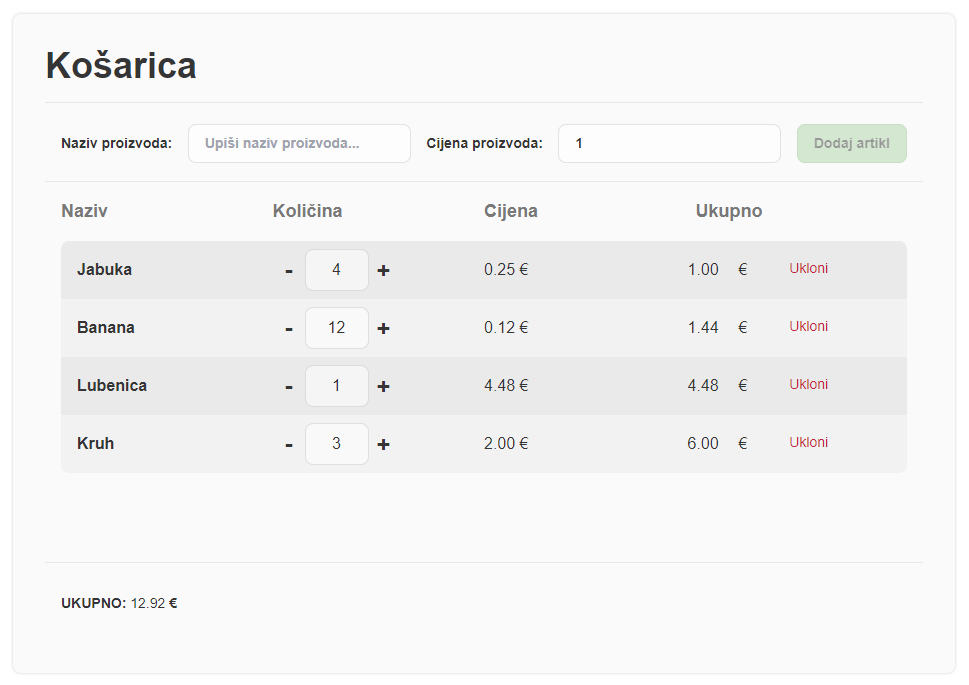 Košarica
Naziv proizvoda: Upiši naziv proizvoda... Cijena proizvoda: 1 Dodaj artikl
Naziv Količina Cijena Ukupno
Jabuka - 4 + 0.25 € 1.00 € Ukloni
Banana - 12 + 0.12 € 1.44 € Ukloni
Lubenica - 1 + 4.48 € 4.48 € Ukloni
Kruh - 3 + 2.00 € 6.00 € Ukloni
UKUPNO: 12.92 €